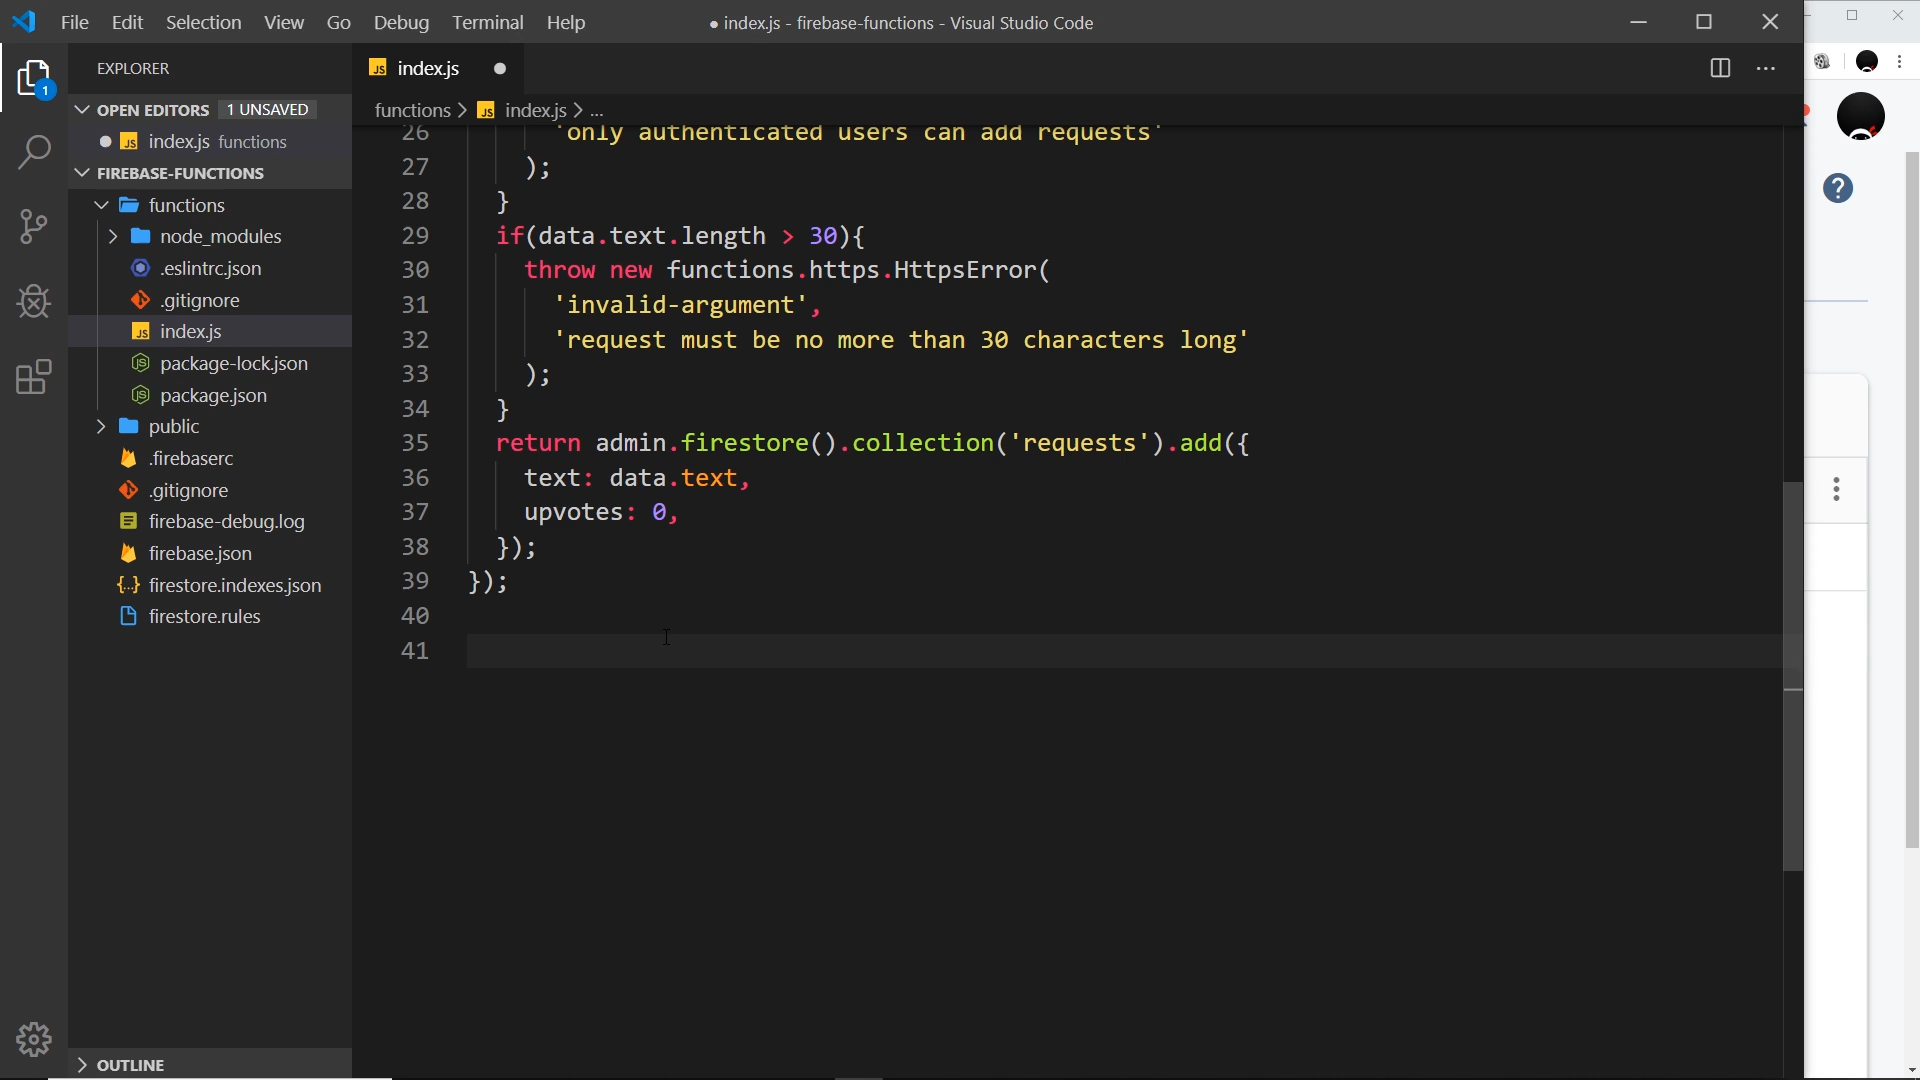 File Edit Selection View Go Debug Terminal Help
● index.js - firebase-functions - Visual Studio Code
EXPLORER
OPEN EDITORS 1 UNSAVED
index.js functions
FIREBASE-FUNCTIONS
functions
node_modules
.eslintrc.json
.gitignore
index.js
package-lock.json
package.json
public
.firebaserc
.gitignore
firebase-debug.log
firebase.json
firestore.indexes.json
firestore.rules
OUTLINE
1
JS index.js
functions > JS index.js > ...
26 'only authenticated users can add requests'
27 );
28 }
29 if(data.text.length > 30){
30 throw new functions.https.HttpsError(
31 'invalid-argument',
32 'request must be no more than 30 characters long'
33 );
34 }
35 return admin.firestore().collection('requests').add({
36 text: data.text,
37 upvotes: 0,
38 });
39 });
40
41
?